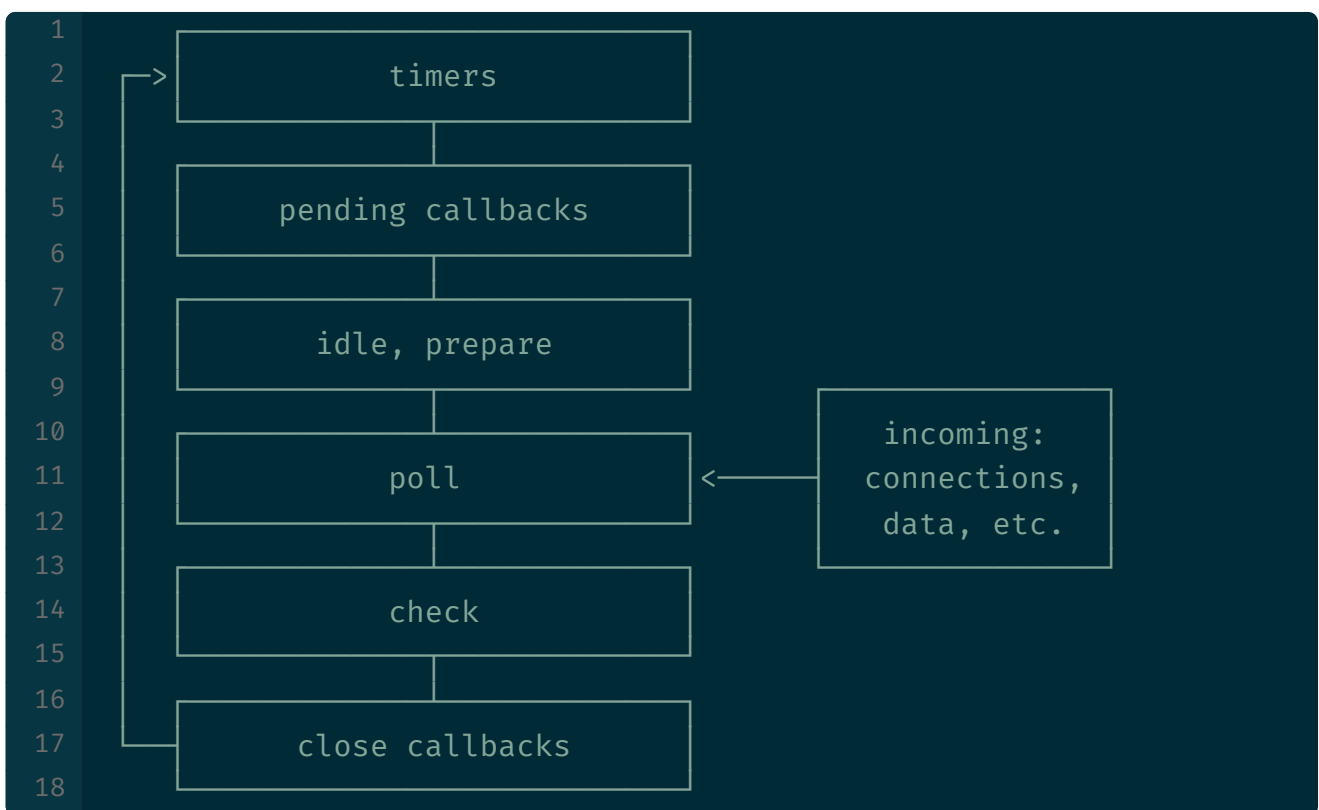 1
2 timers
3
4
5 pending callbacks
6
7
8 idle, prepare
9
10 incoming:
11 poll connections,
12 data, etc.
13
14 check
15
16
17 close callbacks
18